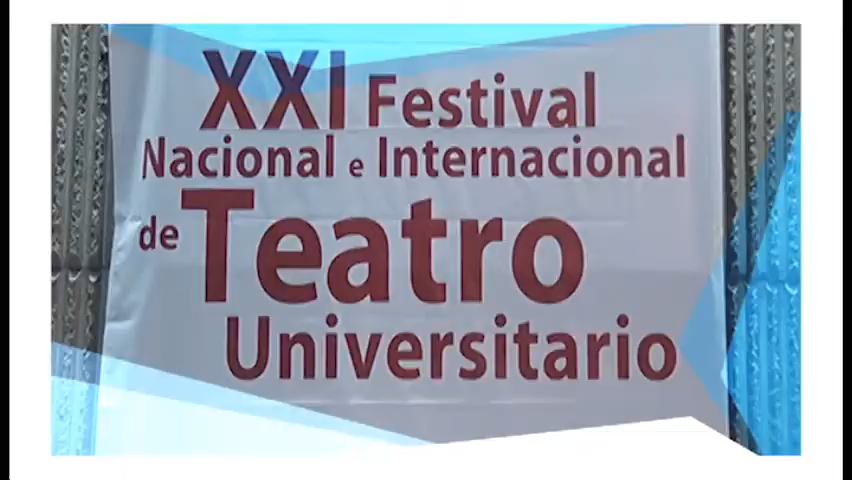 XXI Festival
Nacional e Internacional
de Teatro
Universitario